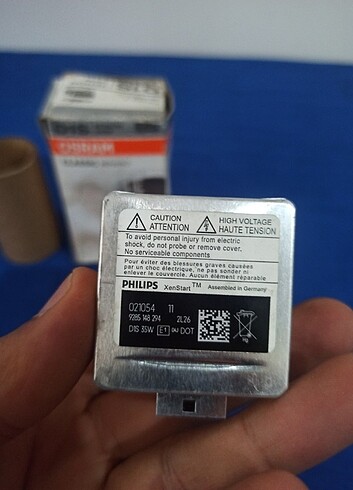 OSRAM
CAUTION
ATTENTION
HIGH VOLTAGE
HAUTE TENSION
To avoid personal injury from electric
shock, do not probe or remove cover.
No serviceable components
Pour éviter des blessures graves causées
par un choc électrique, ne pas sonder ni
enlever le couvercle. Aucun élément réparable
PHILIPS XenStart™ Assembled in Germany
021054 11
9285 148 294 2L26
D1S 35W E1 DOT
Hg